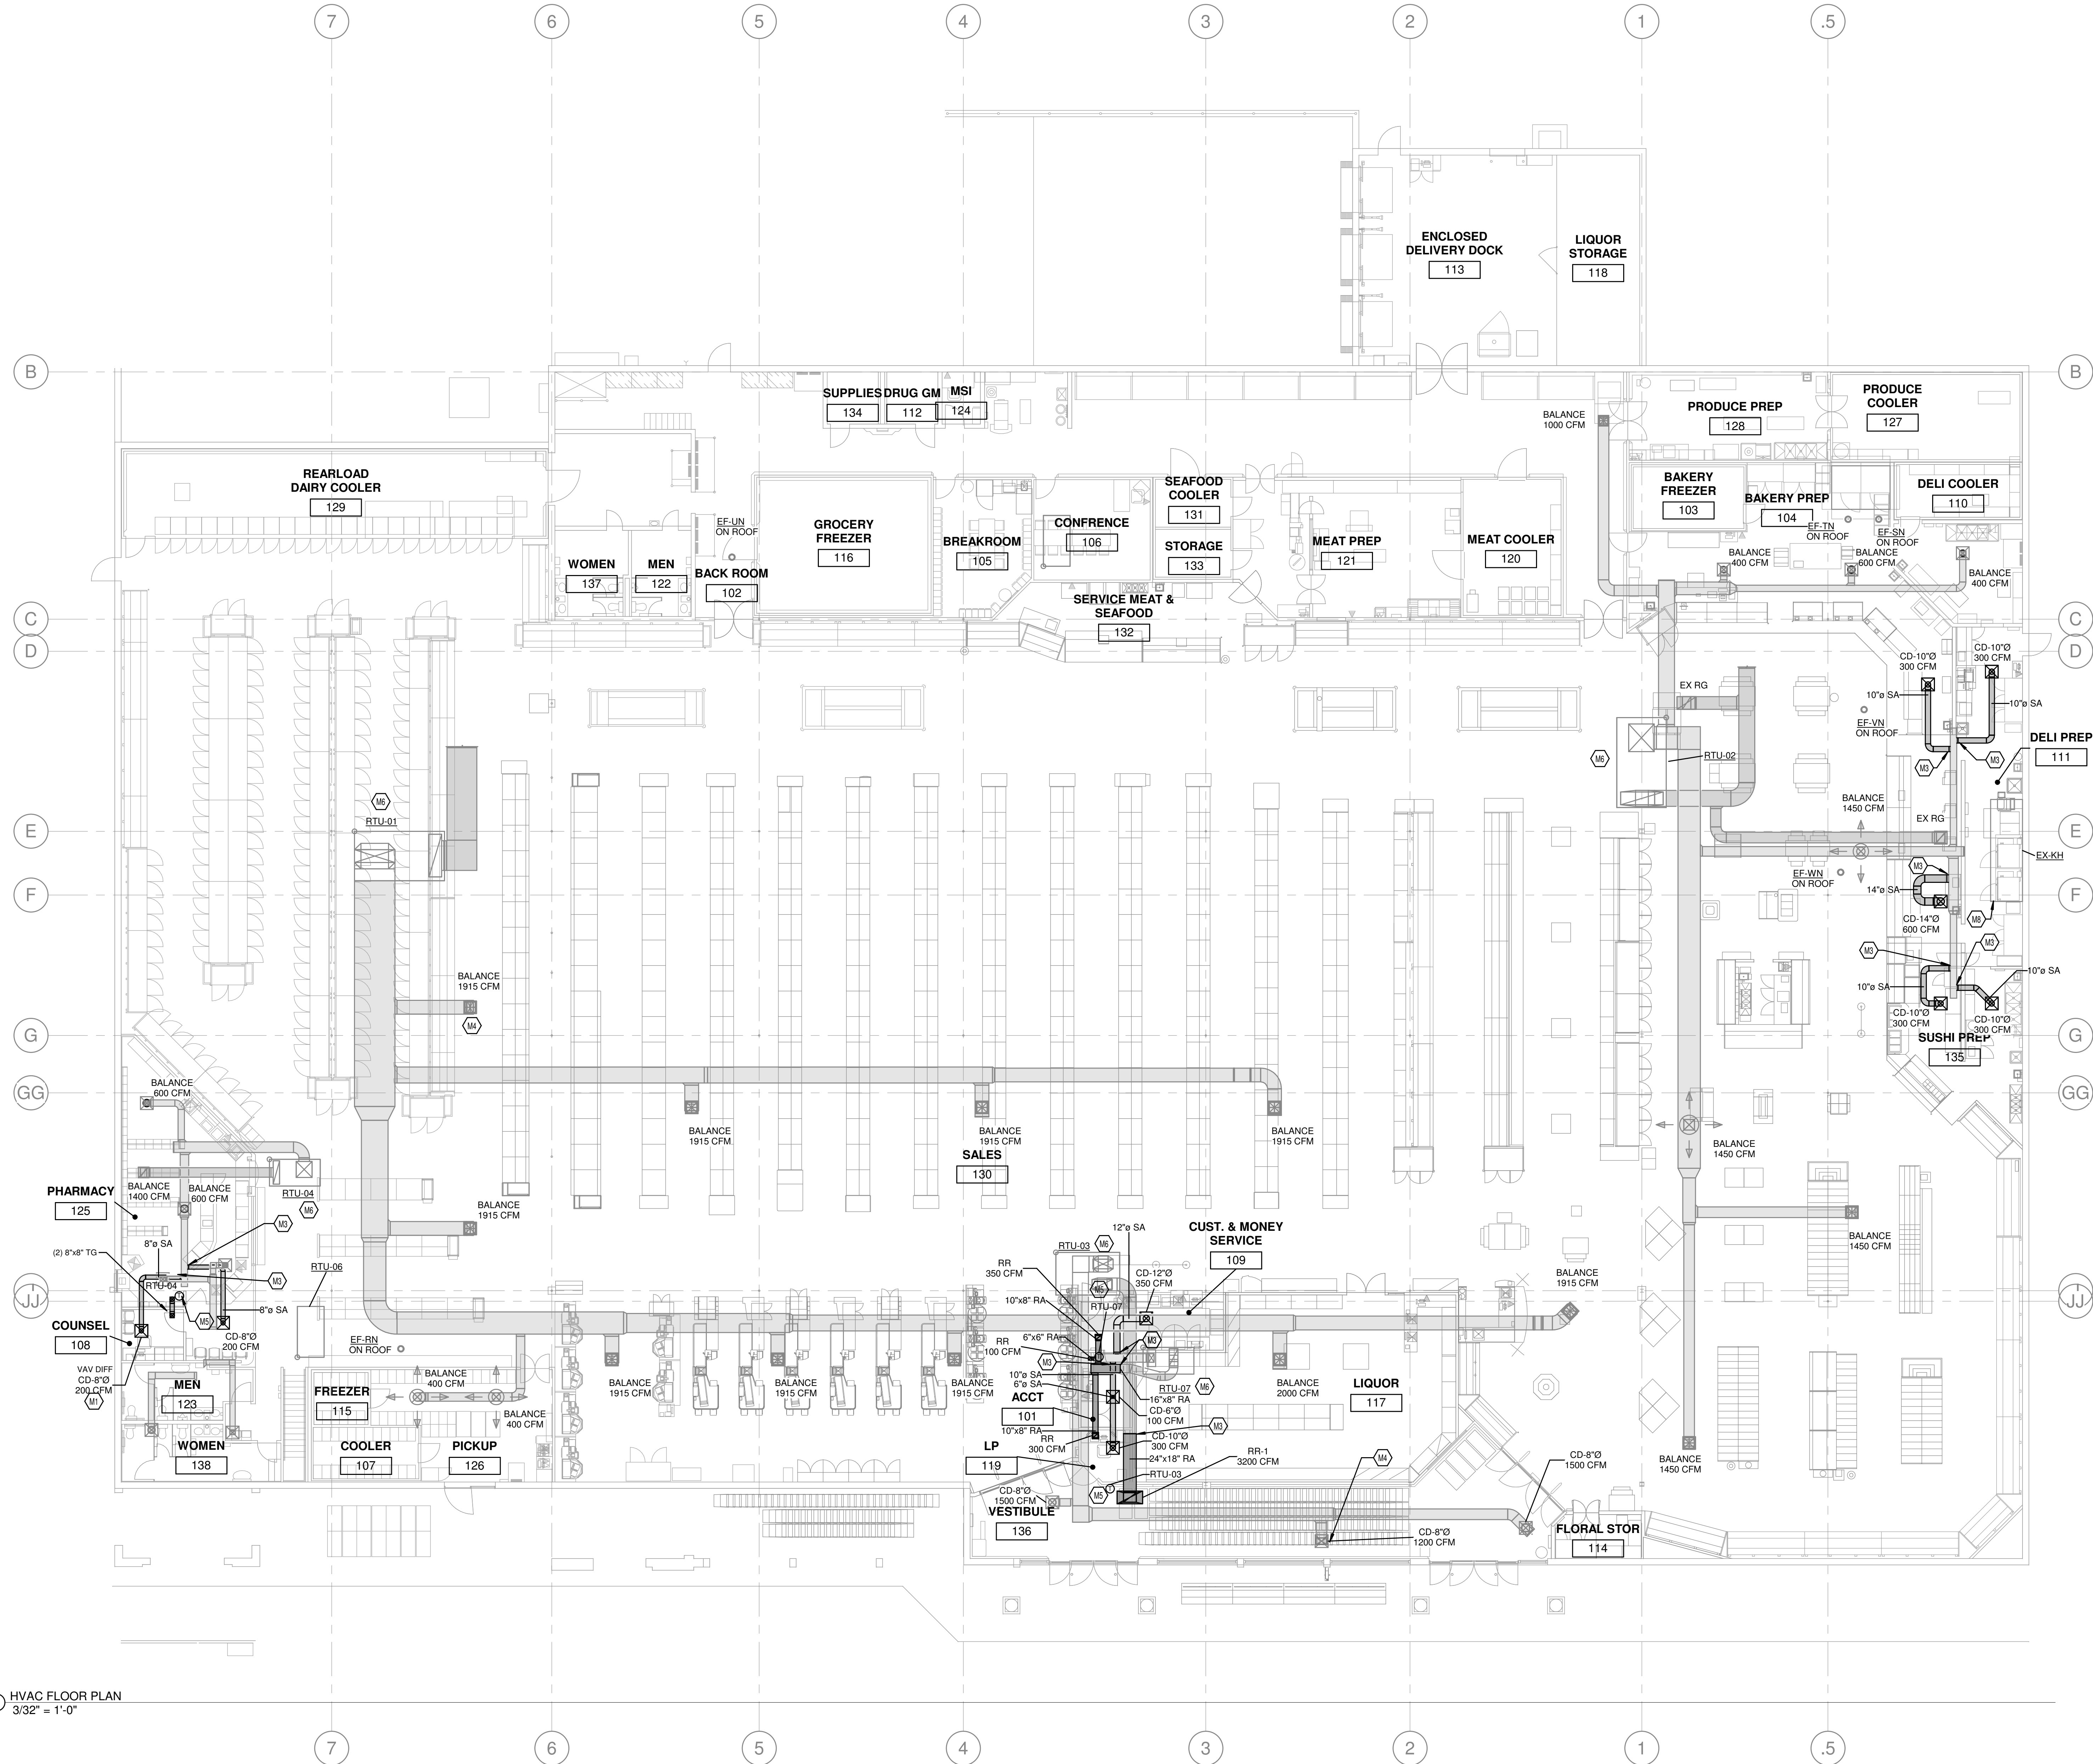 7
6
5
4
3
2
1
.5
ENCLOSED
DELIVERY DOCK
113
LIQUOR
STORAGE
118
B
B
SUPPLIES
134
DRUG GM
112
MSI
124
BALANCE
1000 CFM
PRODUCE PREP
128
PRODUCE
COOLER
127
REARLOAD
DAIRY COOLER
129
EF-UN
ON ROOF
GROCERY
FREEZER
116
BREAKROOM
105
CONFRENCE
106
SEAFOOD
COOLER
131
STORAGE
133
MEAT PREP
121
MEAT COOLER
120
BAKERY
FREEZER
103
BAKERY PREP
104
DELI COOLER
110
EF-TN
ON ROOF
EF-SN
ON ROOF
BALANCE
400 CFM
BALANCE
600 CFM
BALANCE
400 CFM
WOMEN
137
MEN
122
BACK ROOM
102
SERVICE MEAT &
SEAFOOD
132
C
C
D
D
CD-10"Ø
300 CFM
CD-10"Ø
300 CFM
10"ø SA
10"ø SA
EX RG
EF-VN
ON ROOF
DELI PREP
111
M6
RTU-02
M3
M3
M6
RTU-01
BALANCE
1450 CFM
EX RG
E
E
EX-KH
EF-WN
ON ROOF
M3
14"ø SA
F
F
CD-14"Ø
600 CFM
M8
M3
M3
BALANCE
1915 CFM
M4
10"ø SA
10"ø SA
CD-10"Ø
300 CFM
CD-10"Ø
300 CFM
G
G
SUSHI PREP
135
BALANCE
600 CFM
GG
GG
BALANCE
1915 CFM
BALANCE
1915 CFM
BALANCE
1915 CFM
BALANCE
1450 CFM
SALES
130
PHARMACY
125
BALANCE
1400 CFM
BALANCE
600 CFM
RTU-04
M6
BALANCE
1915 CFM
M3
8"ø SA
(2) 8"x8" TG
RTU-04
M3
M5
8"ø SA
RTU-06
12"ø SA
CUST. & MONEY
SERVICE
109
RTU-03
M6
RR
350 CFM
CD-12"Ø
350 CFM
M5
10"x8" RA
RTU-07
BALANCE
1915 CFM
BALANCE
1450 CFM
JJ
JJ
COUNSEL
108
CD-8"Ø
200 CFM
EF-RN
ON ROOF
6"x6" RA
RR
100 CFM
M3
M3
VAV DIFF
CD-8"Ø
200 CFM
M1
MEN
123
FREEZER
115
BALANCE
400 CFM
BALANCE
400 CFM
BALANCE
1915 CFM
BALANCE
1915 CFM
BALANCE
1915 CFM
10"ø SA
6"ø SA
ACCT
101
RTU-07
M6
16"x8" RA
CD-6"Ø
100 CFM
BALANCE
2000 CFM
LIQUOR
117
10"x8" RA
RR
300 CFM
M3
CD-10"Ø
300 CFM
24"x18" RA
RR-1
3200 CFM
WOMEN
138
COOLER
107
PICKUP
126
LP
119
RTU-03
M5
M4
CD-8"Ø
1500 CFM
BALANCE
1450 CFM
CD-8"Ø
1500 CFM
VESTIBULE
136
CD-8"Ø
1200 CFM
FLORAL STOR
114
HVAC FLOOR PLAN
3/32" = 1'-0"
7
6
5
4
3
2
1
.5